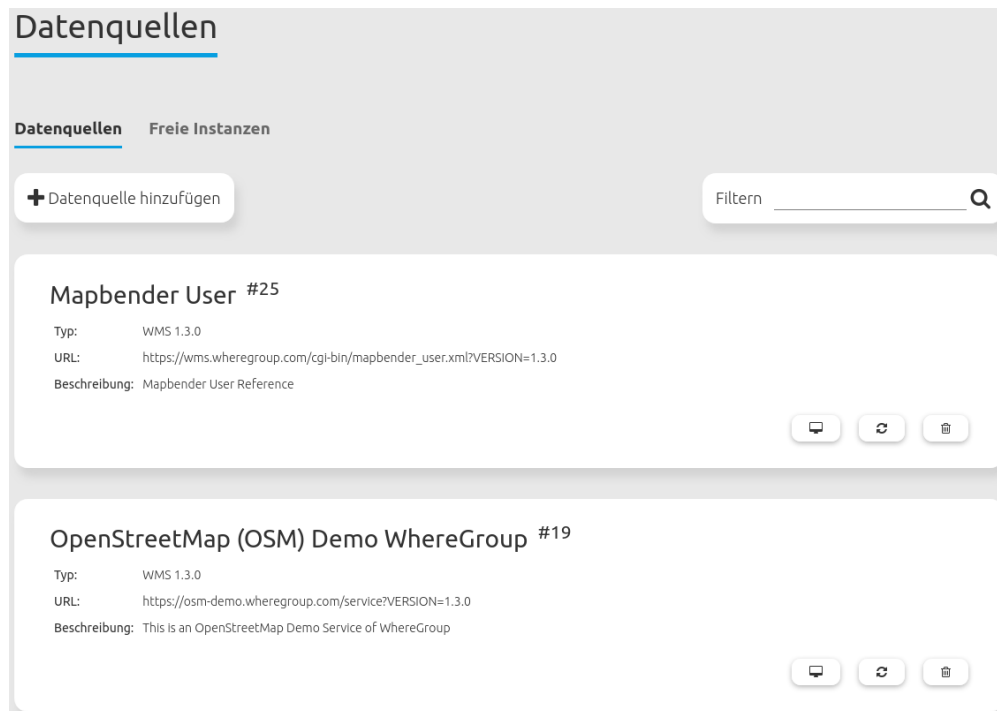 Datenquellen
Datenquellen Freie Instanzen
Datenquelle hinzufügen Filtern
Mapbender User #25
Typ: WMS 1.3.0
URL: https://wms.wheregroup.com/cgi-bin/mapbender_user.xml?VERSION=1.3.0
Beschreibung: Mapbender User Reference
OpenStreetMap (OSM) Demo WhereGroup #19
Typ: WMS 1.3.0
URL: https://osm-demo.wheregroup.com/service?VERSION=1.3.0
Beschreibung: This is an OpenStreetMap Demo Service of WhereGroup